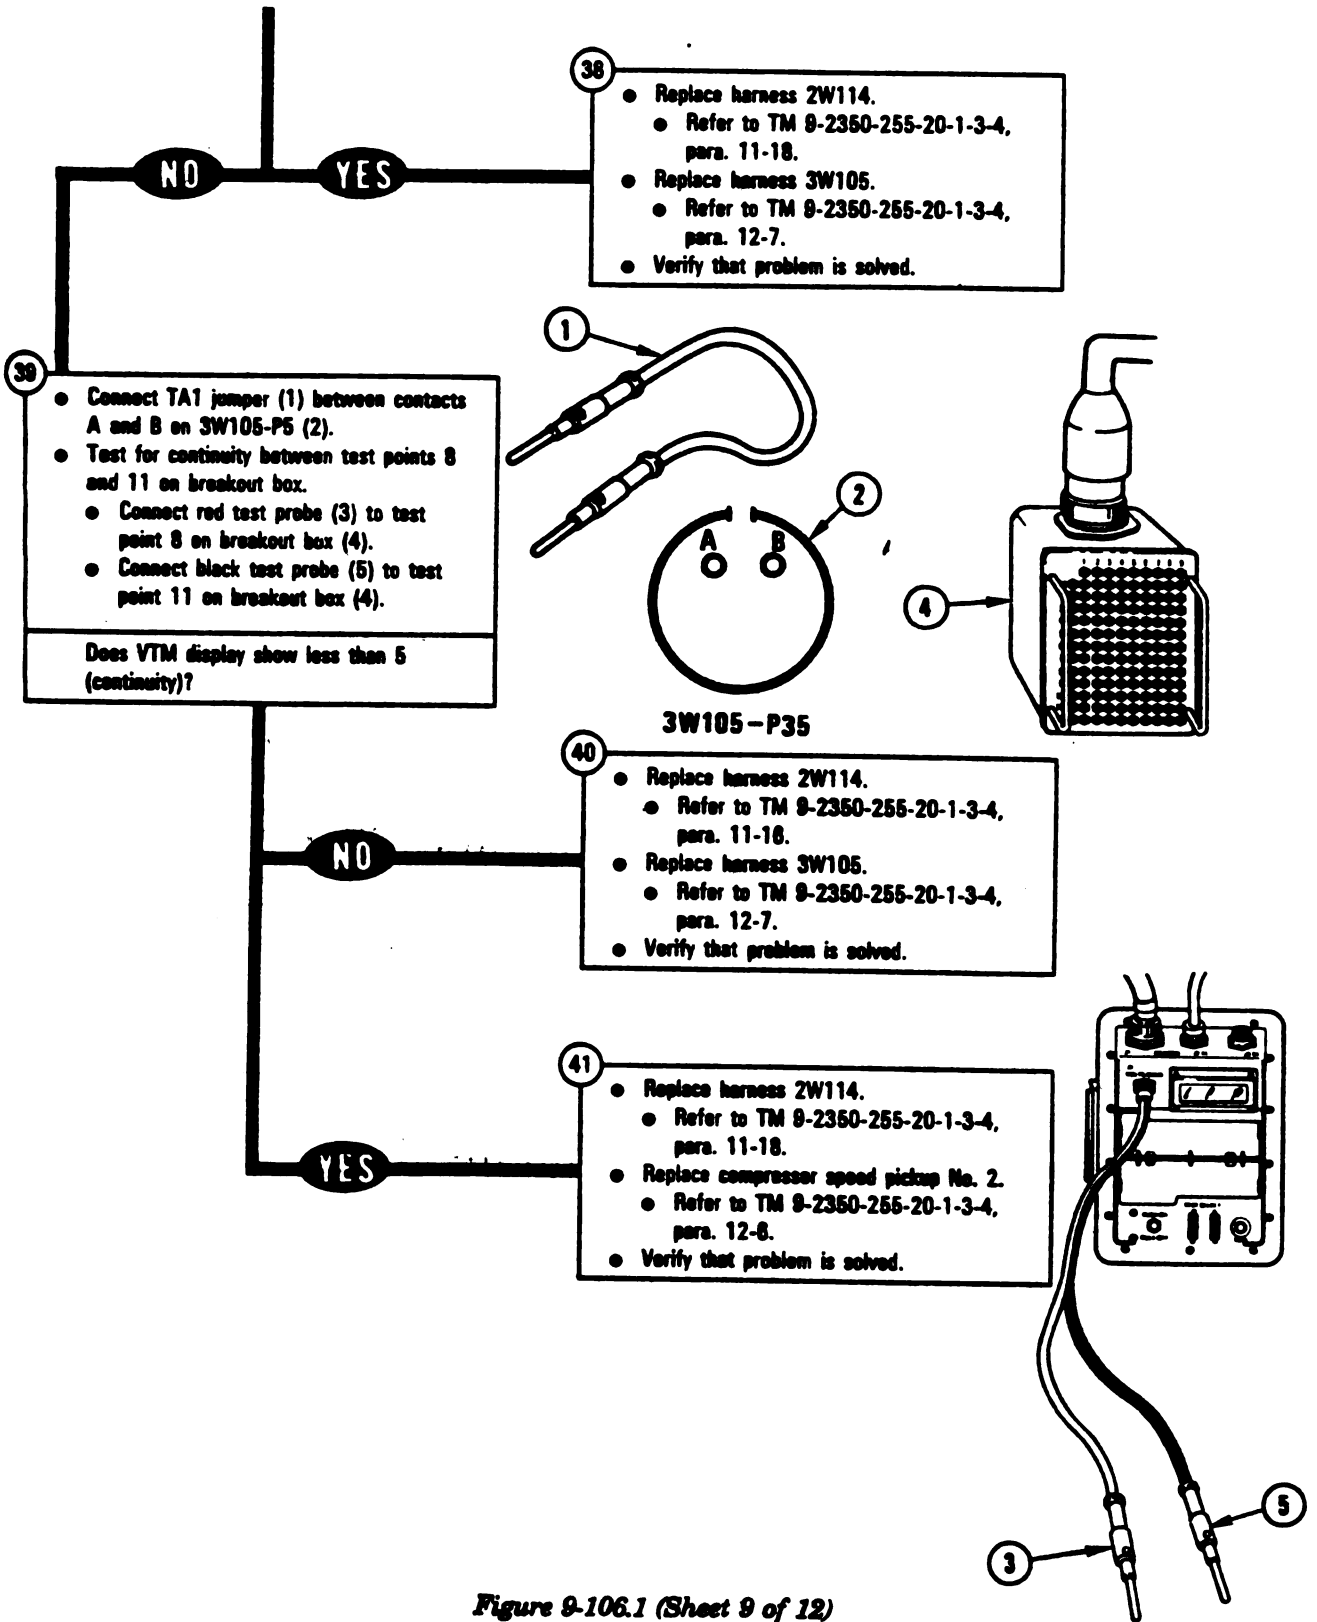 38
● Replace harness 2W114.
● Refer to TM 9-2350-255-20-1-3-4,
para. 11-18.
● Replace harness 3W105.
● Refer to TM 9-2350-255-20-1-3-4,
para. 12-7.
● Verify that problem is solved.
NO
YES
39
● Connect TA1 jumper (1) between contacts
A and B on 3W105-P5 (2).
● Test for continuity between test points 8
and 11 on breakout box.
● Connect red test probe (3) to test
point 8 on breakout box (4).
● Connect black test probe (5) to test
point 11 on breakout box (4).
Does VTM display show less than 5
(continuity)?
1
2
A B
3W105-P35
4
40
● Replace harness 2W114.
● Refer to TM 9-2350-255-20-1-3-4,
para. 11-18.
● Replace harness 3W105.
● Refer to TM 9-2350-255-20-1-3-4,
para. 12-7.
● Verify that problem is solved.
NO
41
● Replace harness 2W114.
● Refer to TM 9-2350-255-20-1-3-4,
para. 11-18.
● Replace compressor speed pickup No. 2.
● Refer to TM 9-2350-255-20-1-3-4,
para. 12-6.
● Verify that problem is solved.
YES
5
3
Figure 9-106.1 (Sheet 9 of 12)